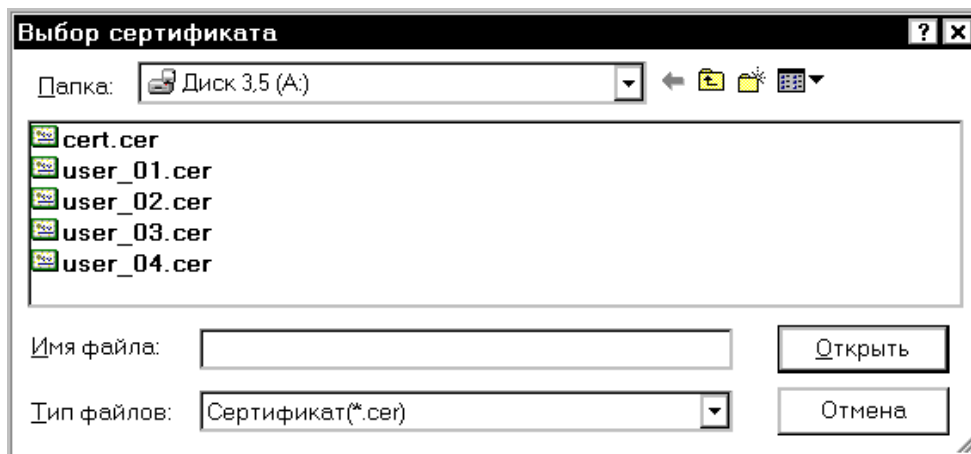 Выбор сертификата
Папка: Диск 3,5 (A:)
cert.cer
user_01.cer
user_02.cer
user_03.cer
user_04.cer
Имя файла: Открыть
Тип файлов: Сертификат(*.cer) Отмена